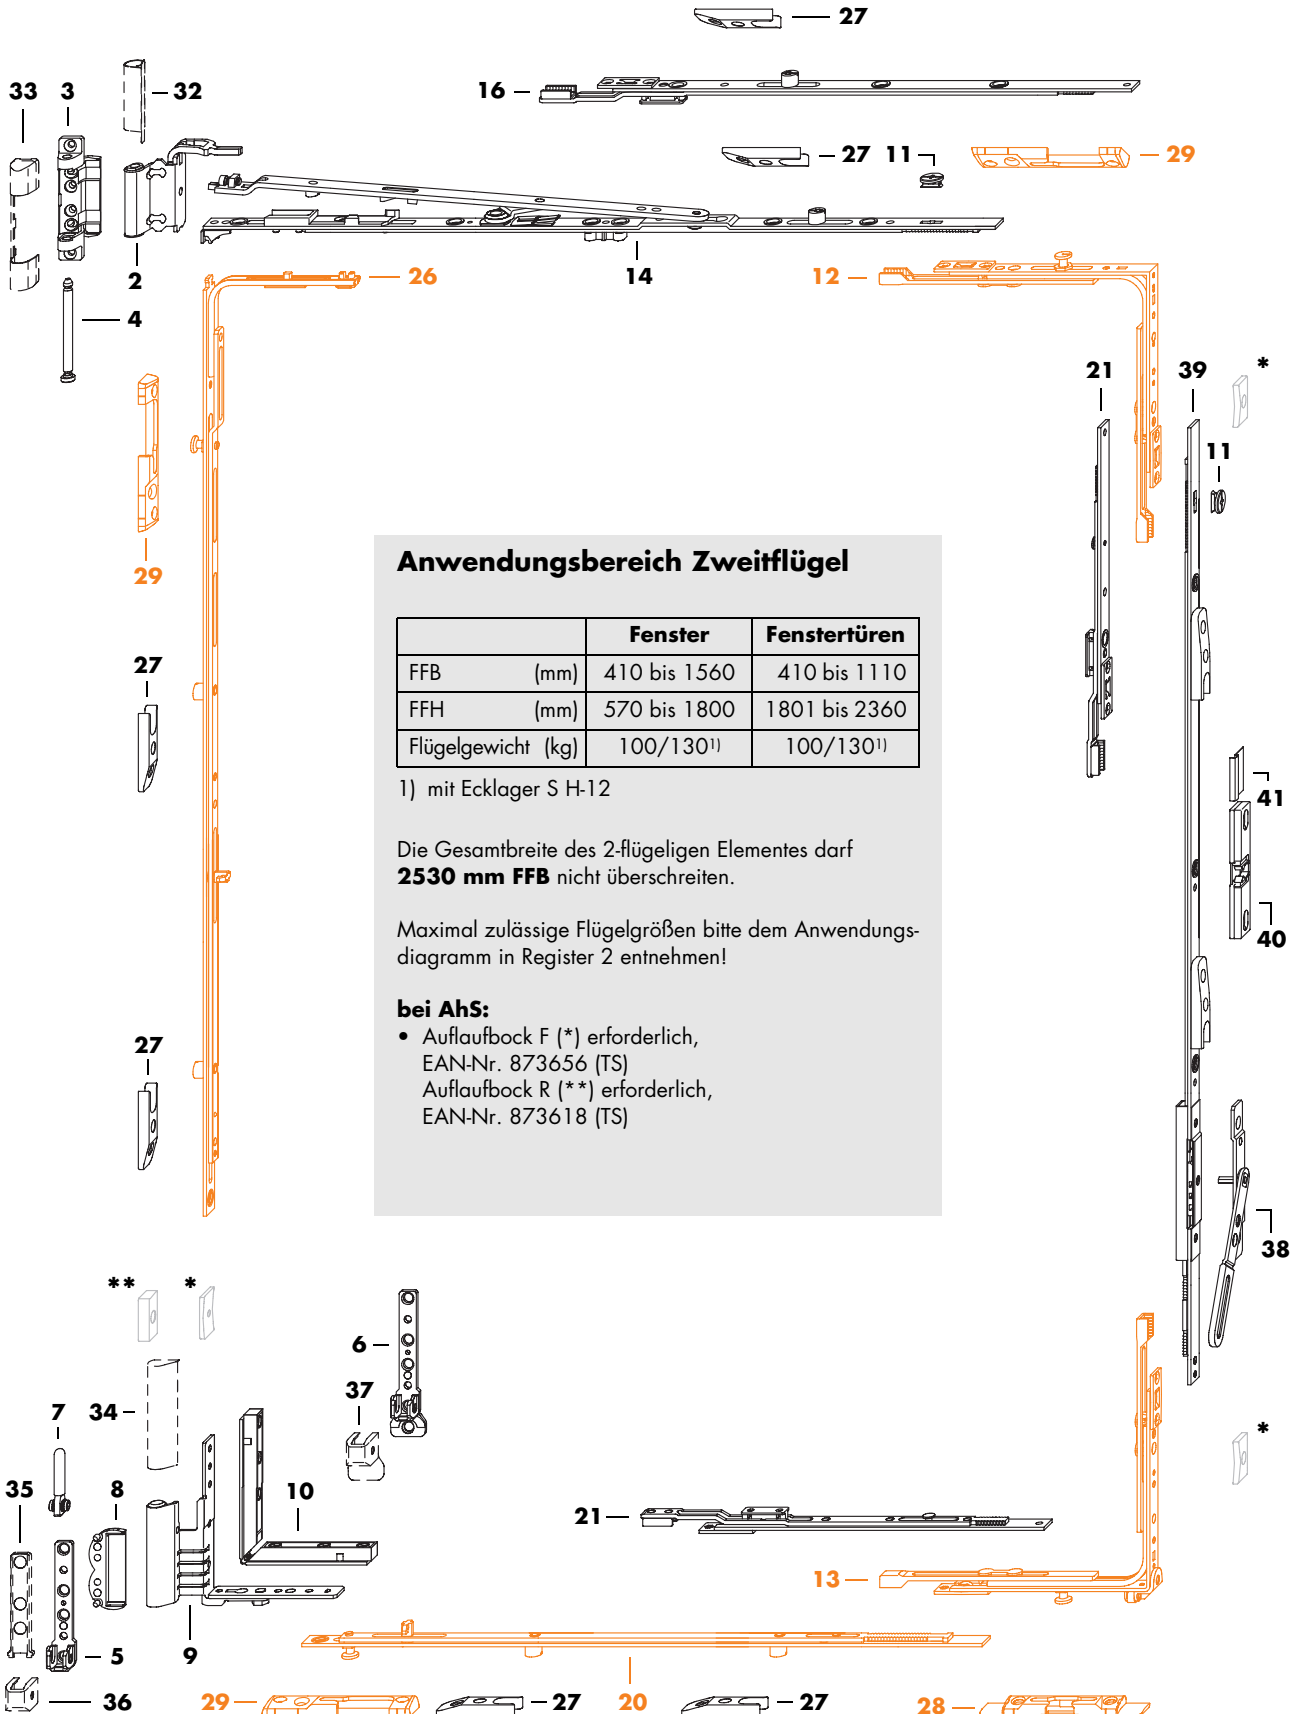 27
33 3 32
16
27 11 29
2
26
14
12
4
21 39 *
11
29
Anwendungsbereich Zweitflügel
Fenster Fenstertüren
FFB (mm) 410 bis 1560 410 bis 1110
FFH (mm) 570 bis 1800 1801 bis 2360
Flügelgewicht (kg) 100/130¹⁾ 100/130¹⁾
1) mit Ecklager S H-12
Die Gesamtbreite des 2-flügeligen Elementes darf
2530 mm FFB nicht überschreiten.
Maximal zulässige Flügelgrößen bitte dem Anwendungs-
diagramm in Register 2 entnehmen!
bei AhS:
• Auflaufbock F (*) erforderlich,
EAN-Nr. 873656 (TS)
Auflaufbock R (**) erforderlich,
EAN-Nr. 873618 (TS)
27
41
40
27
38
** *
6
37
7 34
*
35 8 10
21
13
5 9
36 29 27 20 27 28